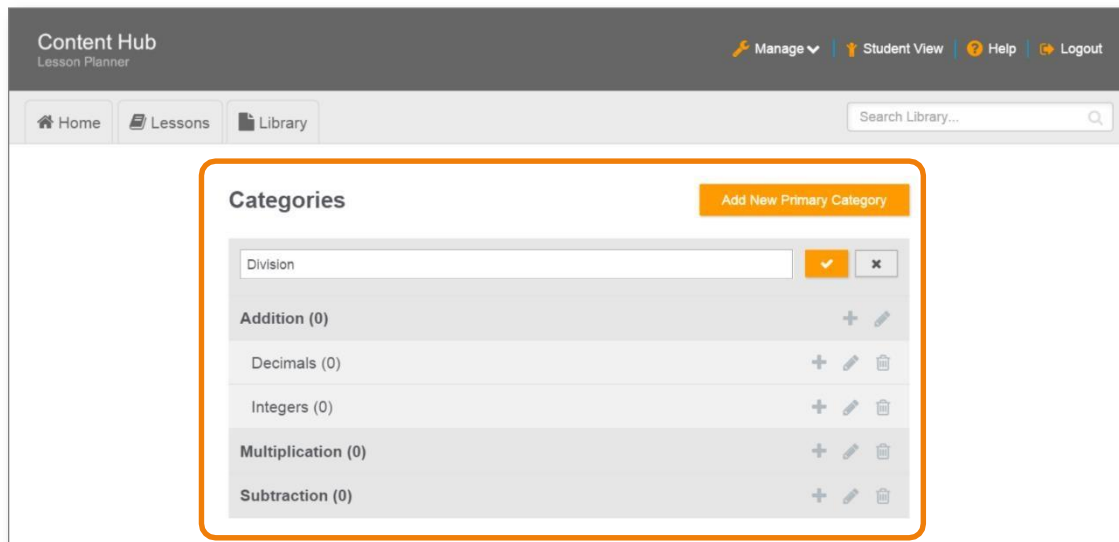 Content Hub
Lesson Planner
Manage
Student View
Help
Logout
Home
Lessons
Library
Search Library...
Categories
Add New Primary Category
Division
Addition (0)
Decimals (0)
Integers (0)
Multiplication (0)
Subtraction (0)